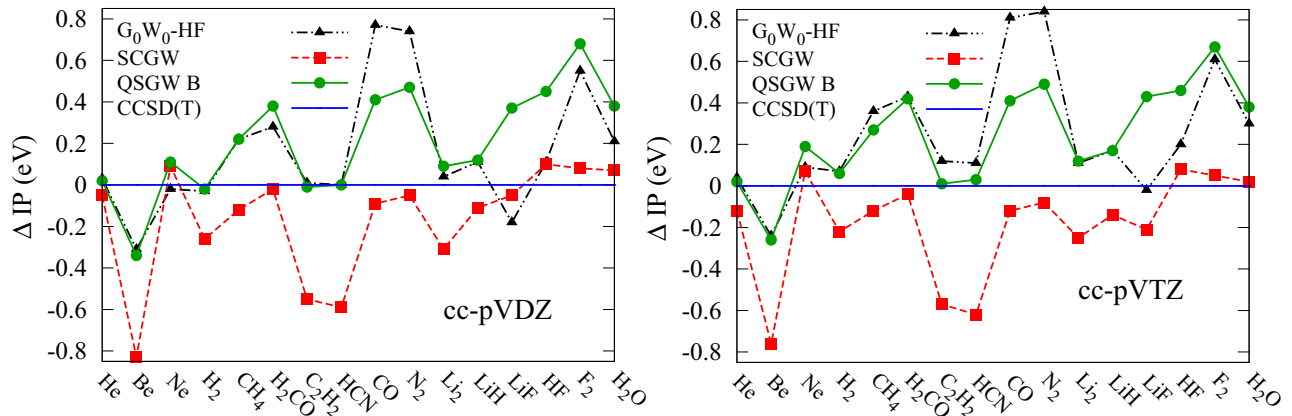 0.8
0.6
0.4
0.2
0
-0.2
-0.4
-0.6
-0.8
Δ IP (eV)
G₀W₀-HF
SCGW
QSGW B
CCSD(T)
cc-pVDZ
He
Be
Ne
H₂
CH₄
H₂CO
C₂H₂
HCN
CO
N₂
Li₂
LiH
LiF
HF
F₂
H₂O
0.8
0.6
0.4
0.2
0
-0.2
-0.4
-0.6
-0.8
Δ IP (eV)
G₀W₀-HF
SCGW
QSGW B
CCSD(T)
cc-pVTZ
He
Be
Ne
H₂
CH₄
H₂CO
C₂H₂
HCN
CO
N₂
Li₂
LiH
LiF
HF
F₂
H₂O